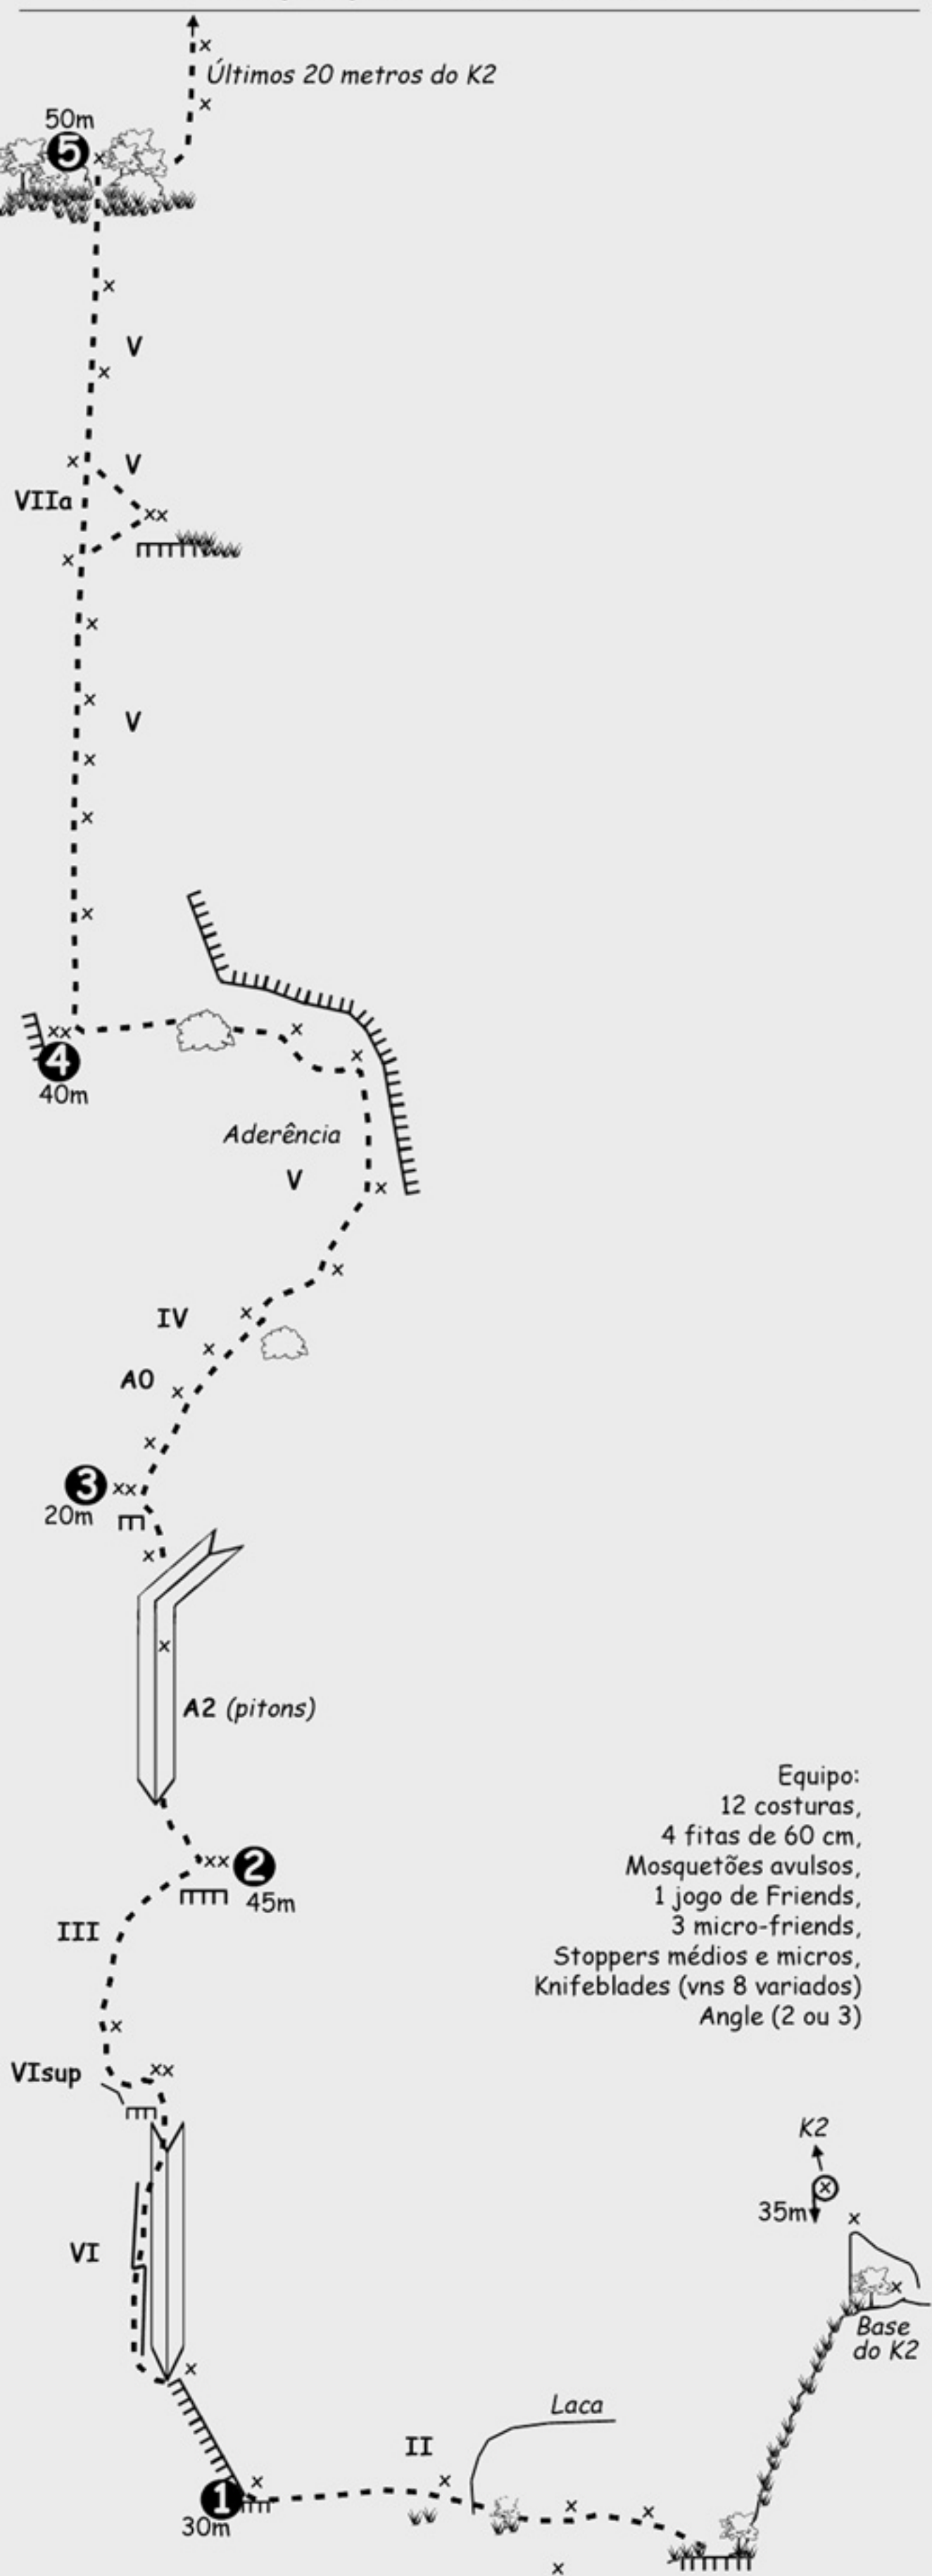 Últimos 20 metros do K2
50m
5
V
V
VIIa
V
4
40m
Aderência
V
IV
A0
3
20m
A2 (pitons)
Equipo:
12 costuras,
4 fitas de 60 cm,
Mosquetões avulsos,
1 jogo de Friends,
3 micro-friends,
Stoppers médios e micros,
Knifeblades (vns 8 variados)
Angle (2 ou 3)
2
45m
III
VIsup
K2
35m
VI
Base
do K2
Laca
II
1
30m